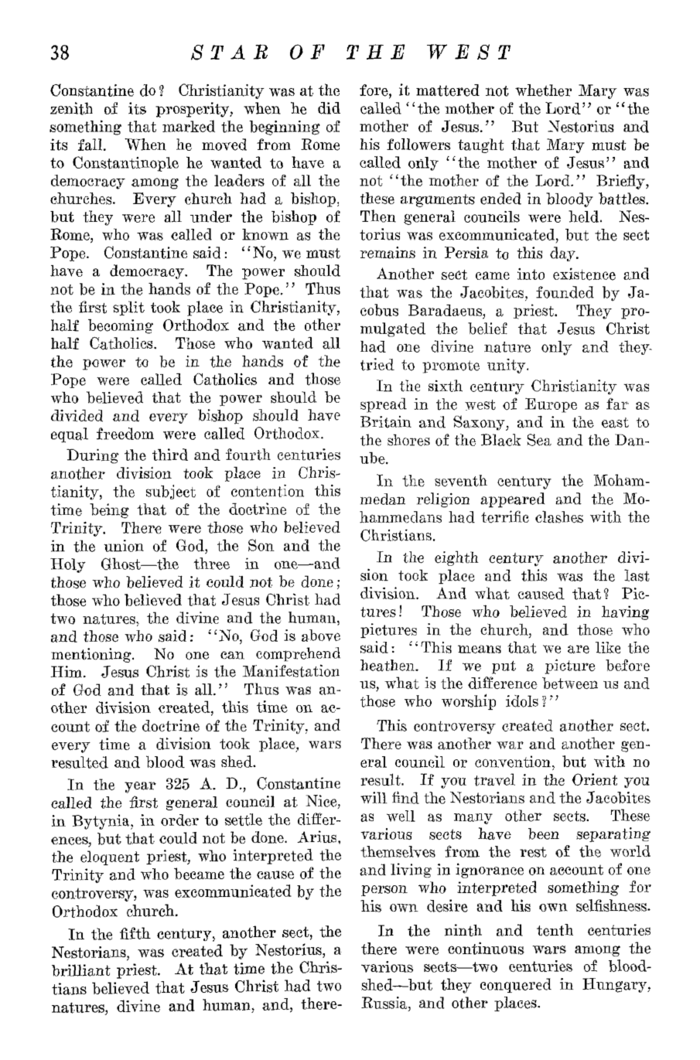 38 STAR OF THE WEST
Constantine do? Christianity was at the
zenith of its prosperity, when he did
something that marked the beginning of
its fall. When he moved from Rome
to Constantinople he wanted to have a
democracy among the leaders of all the
churches. Every church had a bishop,
but they were all under the bishop of
Rome, who was called or known as the
Pope. Constantine said: "No, we must
have a democracy. The power should
not be in the hands of the Pope." Thus
the first split took place in Christianity,
half becoming Orthodox and the other
half Catholics. Those who wanted all
the power to be in the hands of the
Pope were called Catholics and those
who believed that the power should be
divided and every bishop should have
equal freedom were called Orthodox.
During the third and fourth centuries
another division took place in Chris-
tianity, the subject of contention this
time being that of the doctrine of the
Trinity. There were those who believed
in the union of God, the Son and the
Holy Ghost—the three in one—and
those who believed it could not be done;
those who believed that Jesus Christ had
two natures, the divine and the human,
and those who said: "No, God is above
mentioning. No one can comprehend
Him. Jesus Christ is the Manifestation
of God and that is all." Thus was an-
other division created, this time on ac-
count of the doctrine of the Trinity, and
every time a division took place, wars
resulted and blood was shed.
In the year 325 A. D., Constantine
called the first general council at Nice,
in Bytynia, in order to settle the differ-
ences, but that could not be done. Arius,
the eloquent priest, who interpreted the
Trinity and who became the cause of the
controversy, was excommunicated by the
Orthodox church.
In the fifth century, another sect, the
Nestorians, was created by Nestorius, a
brilliant priest. At that time the Chris-
tians believed that Jesus Christ had two
natures, divine and human, and, there-
fore, it mattered not whether Mary was
called "the mother of the Lord" or "the
mother of Jesus." But Nestorius and
his followers taught that Mary must be
called only "the mother of Jesus" and
not "the mother of the Lord." Briefly,
these arguments ended in bloody battles.
Then general councils were held. Nes-
torius was excommunicated, but the sect
remains in Persia to this day.
Another sect came into existence and
that was the Jacobites, founded by Ja-
cobus Baradaeus, a priest. They pro-
mulgated the belief that Jesus Christ
had one divine nature only and they
tried to promote unity.
In the sixth century Christianity was
spread in the west of Europe as far as
Britain and Saxony, and in the east to
the shores of the Black Sea and the Dan-
ube.
In the seventh century the Moham-
medan religion appeared and the Mo-
hammedans had terrific clashes with the
Christians.
In the eighth century another divi-
sion took place and this was the last
division. And what caused that? Pic-
tures! Those who believed in having
pictures in the church, and those who
said: "This means that we are like the
heathen. If we put a picture before
us, what is the difference between us and
those who worship idols?"
This controversy created another sect.
There was another war and another gen-
eral council or convention, but with no
result. If you travel in the Orient you
will find the Nestorians and the Jacobites
as well as many other sects. These
various sects have been separating
themselves from the rest of the world
and living in ignorance on account of one
person who interpreted something for
his own desire and his own selfishness.
In the ninth and tenth centuries
there were continuous wars among the
various sects—two centuries of blood-
shed—but they conquered in Hungary,
Russia, and other places.